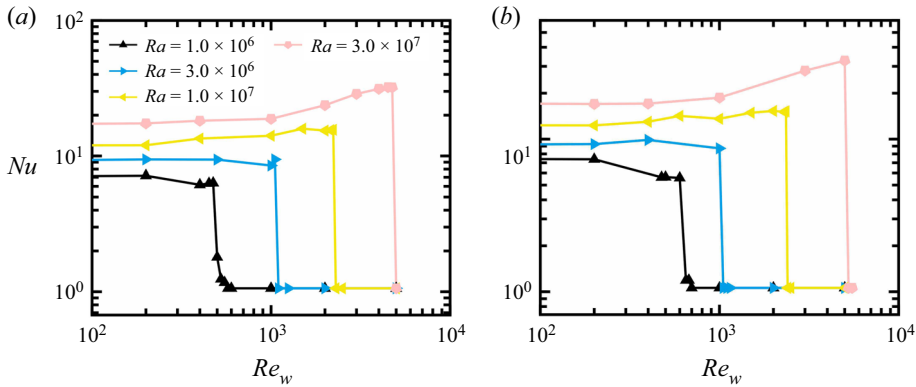 (a)
(b)
10²
10¹
10⁰
Nu
Ra = 1.0 × 10⁶
Ra = 3.0 × 10⁷
Ra = 3.0 × 10⁶
Ra = 1.0 × 10⁷
10²
10³
10⁴
Re_w
10¹
10⁰
10²
10³
10⁴
Re_w